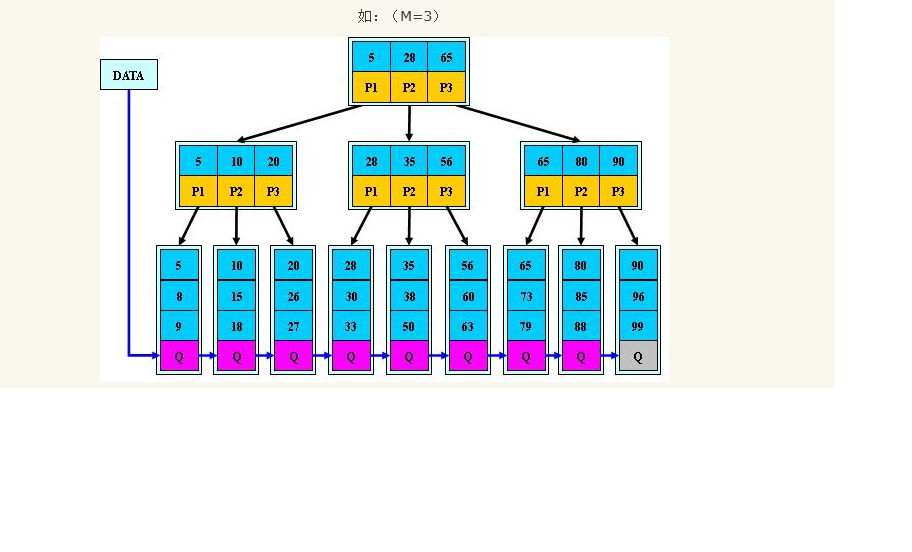 如：（M=3）
5 28 65
DATA
P1 P2 P3
5 10 20 28 35 56 65 80 90
P1 P2 P3 P1 P2 P3 P1 P2 P3
5 10 20 28 35 56 65 80 90
8 15 26 30 38 60 73 85 96
9 18 27 33 50 63 79 88 99
Q Q Q Q Q Q Q Q Q